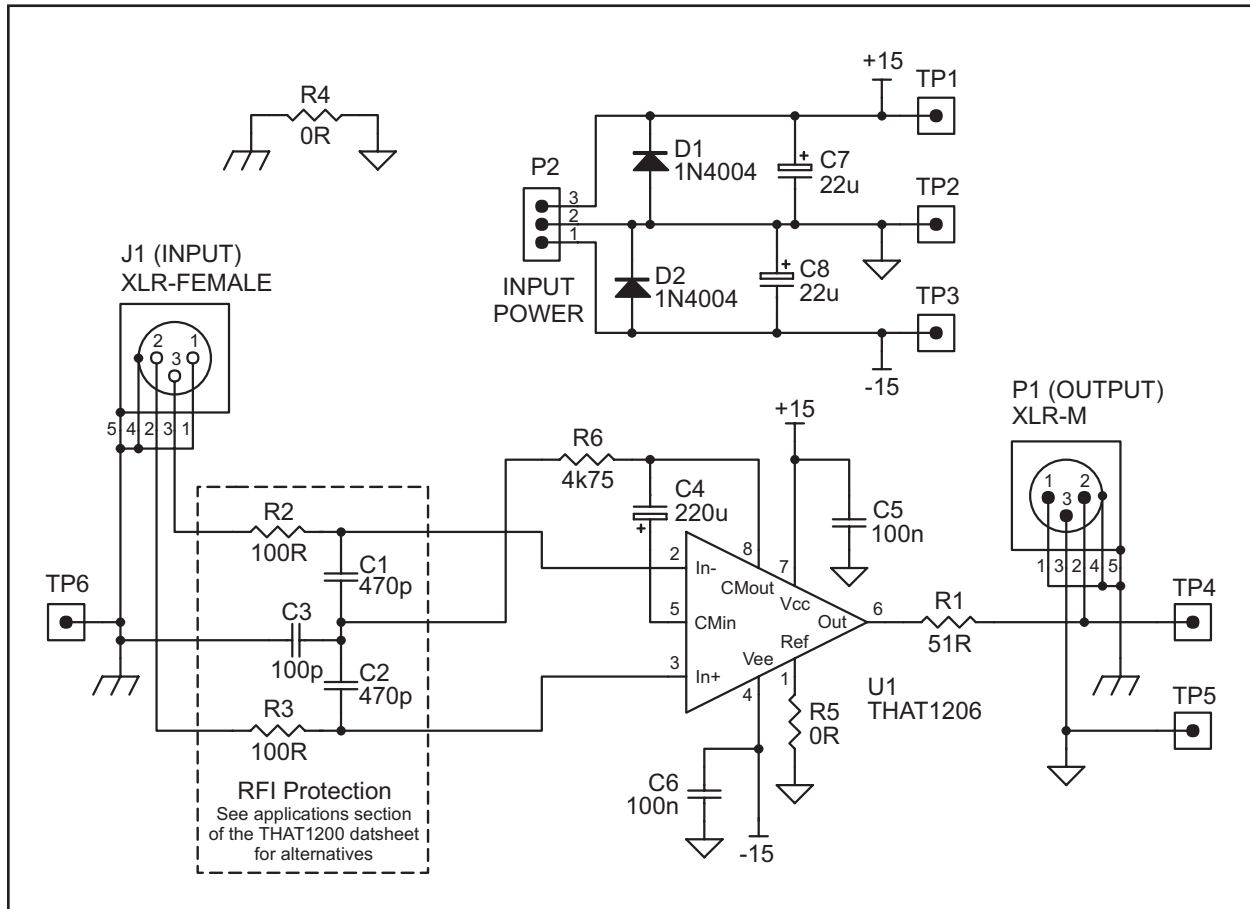 R4
0R
+15
TP1
D1
1N4004
C7
+
22u
P2
3
2
1
TP2
INPUT
POWER
D2
1N4004
C8
+
22u
TP3
-15
J1 (INPUT)
XLR-FEMALE
2
3
1
5
4
2
3
1
P1 (OUTPUT)
XLR-M
1
3
2
1
3
2
4
5
+15
R6
4k75
C4
220u
+
C5
100n
R2
100R
C1
470p
TP6
C3
100p
C2
470p
R3
100R
2
In-
8
CMout
7
Vcc
5
CMin
6
Out
3
In+
Vee
4
Ref
1
R1
51R
TP4
U1
THAT1206
R5
0R
TP5
C6
100n
-15
RFI Protection
See applications section
of the THAT1200 datsheet
for alternatives